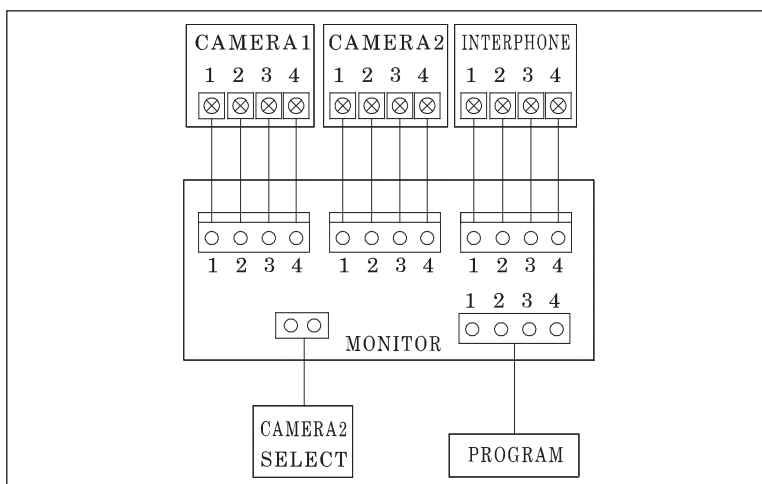 CAMERA1 CAMERA2 INTERPHONE
1 2 3 4 1 2 3 4 1 2 3 4
1 2 3 4 1 2 3 4 1 2 3 4
1 2 3 4
MONITOR
CAMERA2
SELECT
PROGRAM